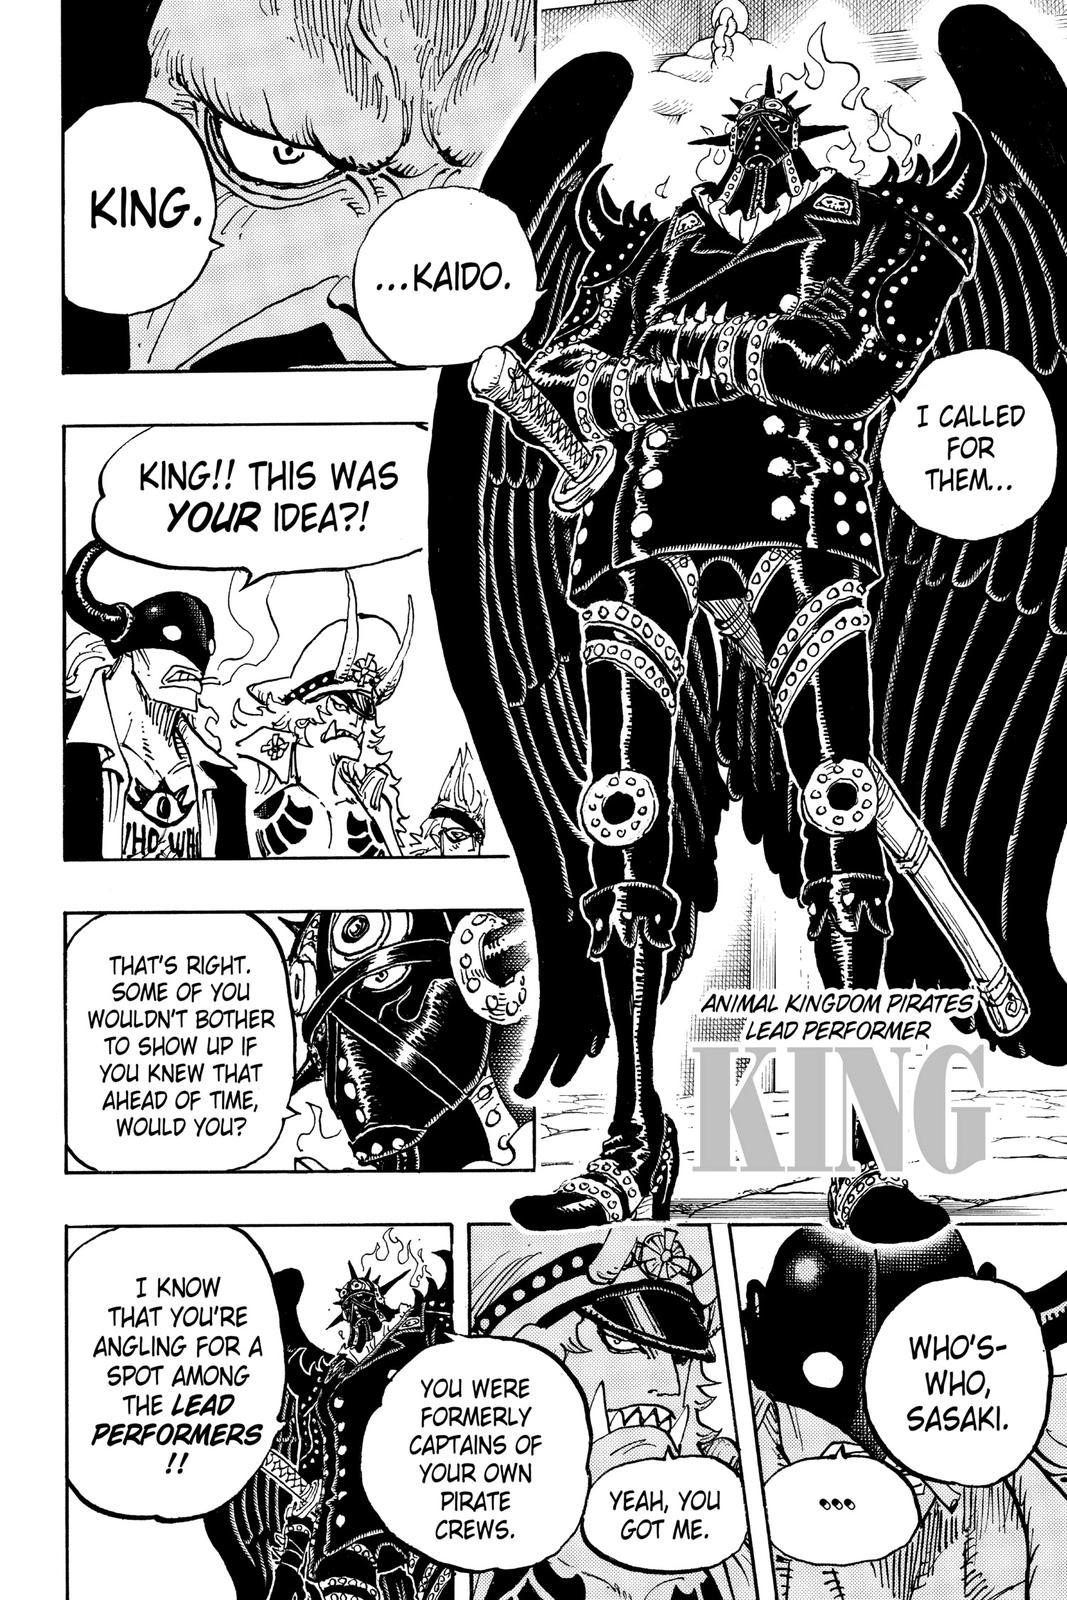 I CALLED
FOR
THEM...
...KAIDO.
KING.
ANIMAL KINGDOM PIRATES
LEAD PERFORMER
KING
KING!! THIS WAS
YOUR IDEA?!
THAT'S RIGHT.
SOME OF YOU
WOULDN'T BOTHER
TO SHOW UP IF
YOU KNEW THAT
AHEAD OF TIME,
WOULD YOU?
WHO'S-
WHO,
SASAKI.
...
YEAH, YOU
GOT ME.
YOU WERE
FORMERLY
CAPTAINS OF
YOUR OWN
PIRATE
CREWS.
I KNOW
THAT YOU'RE
ANGLING FOR A
SPOT AMONG
THE LEAD
PERFORMERS
!!